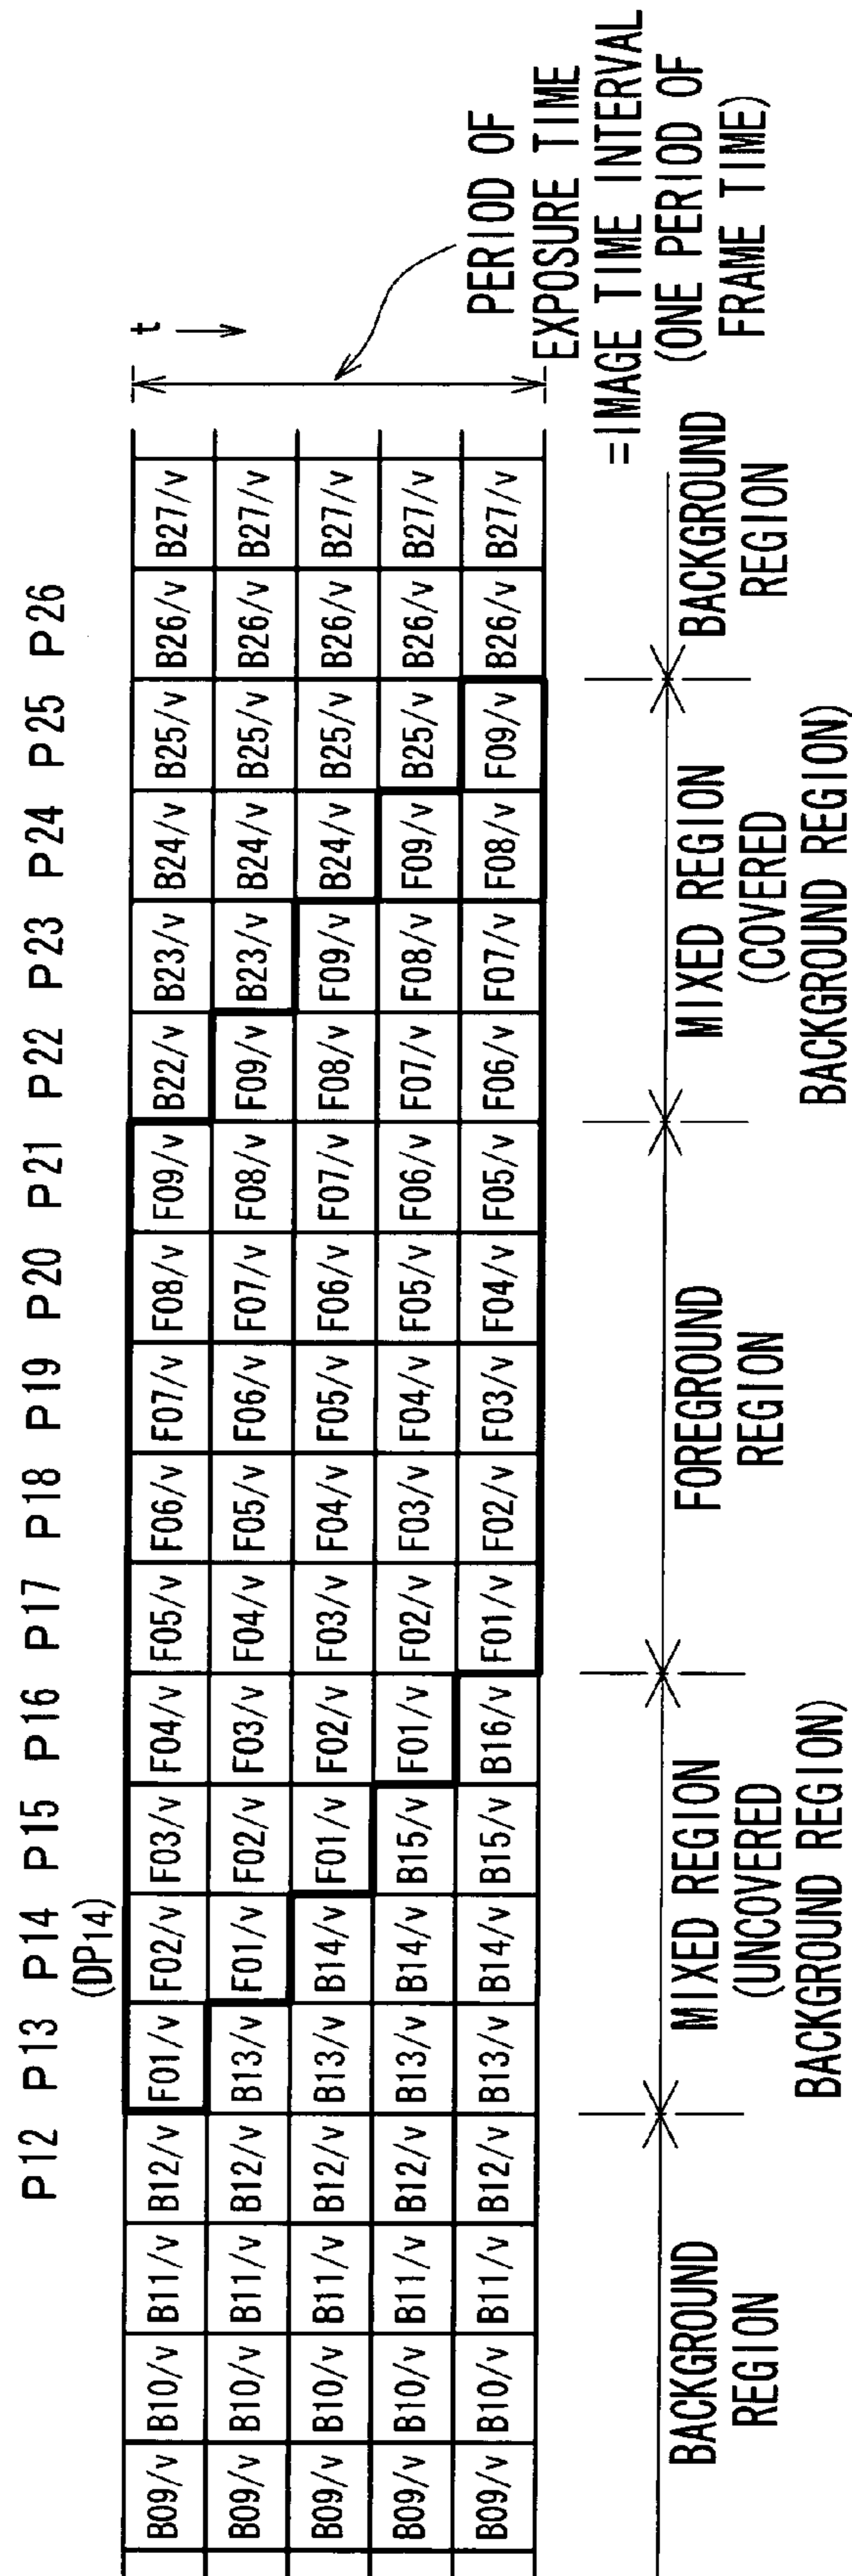 P12 P13 P14 P15 P16 P17 P18 P19 P20 P21 P22 P23 P24 P25 P26
(DP14)
t
B09/v B10/v B11/v B12/v F01/v F02/v F03/v F04/v F05/v F06/v F07/v F08/v F09/v B22/v B23/v B24/v B25/v B26/v B27/v
B09/v B10/v B11/v B12/v B13/v F01/v F02/v F03/v F04/v F05/v F06/v F07/v F08/v F09/v B23/v B24/v B25/v B26/v B27/v
B09/v B10/v B11/v B12/v B13/v B14/v F01/v F02/v F03/v F04/v F05/v F06/v F07/v F08/v F09/v B24/v B25/v B26/v B27/v
B09/v B10/v B11/v B12/v B13/v B14/v B15/v F01/v F02/v F03/v F04/v F05/v F06/v F07/v F08/v F09/v B25/v B26/v B27/v
B09/v B10/v B11/v B12/v B13/v B14/v B15/v B16/v F01/v F02/v F03/v F04/v F05/v F06/v F07/v F08/v F09/v B26/v B27/v
PERIOD OF
EXPOSURE TIME
=IMAGE TIME INTERVAL
(ONE PERIOD OF
FRAME TIME)
BACKGROUND
REGION
MIXED REGION
(UNCOVERED
BACKGROUND REGION)
FOREGROUND
REGION
MIXED REGION
(COVERED
BACKGROUND REGION)
BACKGROUND
REGION